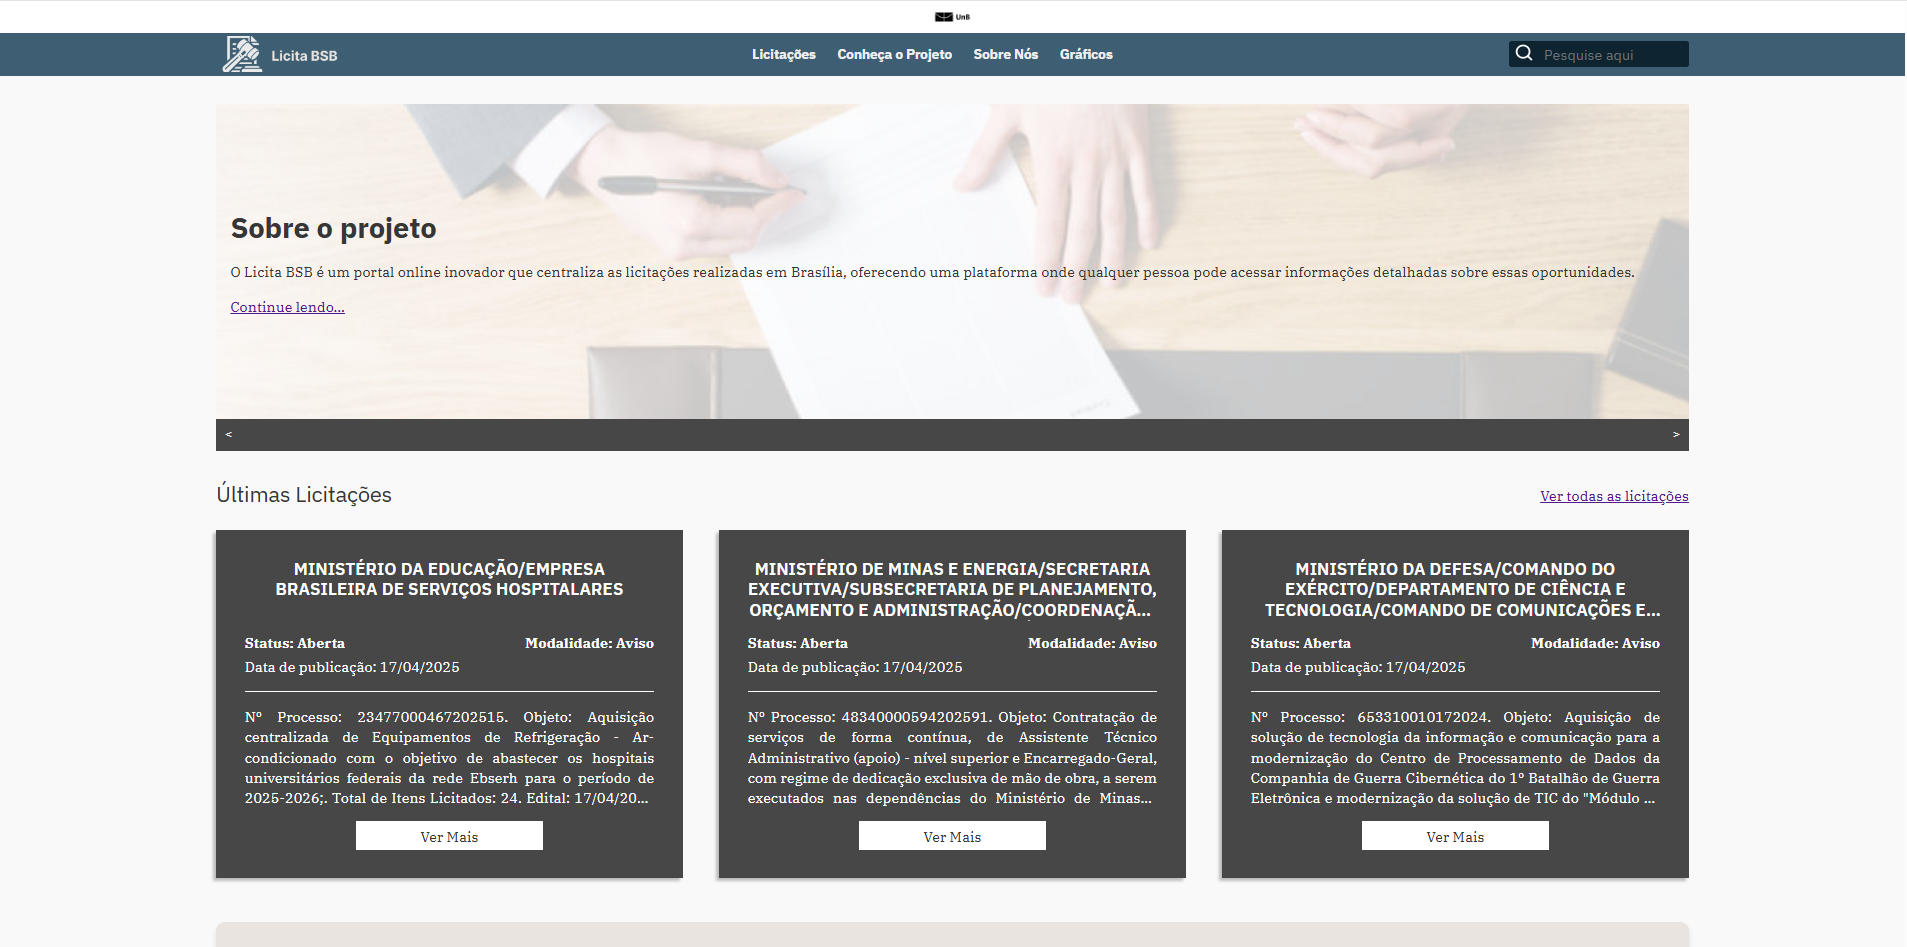 UnB
Licita BSB
Licitações Conheça o Projeto Sobre Nós Gráficos
Pesquise aqui
Sobre o projeto
O Licita BSB é um portal online inovador que centraliza as licitações realizadas em Brasília, oferecendo uma plataforma onde qualquer pessoa pode acessar informações detalhadas sobre essas oportunidades.
Continue lendo...
< >
Últimas Licitações
Ver todas as licitações
MINISTÉRIO DA EDUCAÇÃO/EMPRESA
BRASILEIRA DE SERVIÇOS HOSPITALARES
Status: Aberta Modalidade: Aviso
Data de publicação: 17/04/2025
Nº Processo: 23477000467202515. Objeto: Aquisição
centralizada de Equipamentos de Refrigeração - Ar-
condicionado com o objetivo de abastecer os hospitais
universitários federais da rede Ebserh para o período de
2025-2026;. Total de Itens Licitados: 24. Edital: 17/04/20...
Ver Mais
MINISTÉRIO DE MINAS E ENERGIA/SECRETARIA
EXECUTIVA/SUBSECRETARIA DE PLANEJAMENTO,
ORÇAMENTO E ADMINISTRAÇÃO/COORDENAÇÃ...
Status: Aberta Modalidade: Aviso
Data de publicação: 17/04/2025
Nº Processo: 48340000594202591. Objeto: Contratação de
serviços de forma contínua, de Assistente Técnico
Administrativo (apoio) - nível superior e Encarregado-Geral,
com regime de dedicação exclusiva de mão de obra, a serem
executados nas dependências do Ministério de Minas...
Ver Mais
MINISTÉRIO DA DEFESA/COMANDO DO
EXÉRCITO/DEPARTAMENTO DE CIÊNCIA E
TECNOLOGIA/COMANDO DE COMUNICAÇÕES E...
Status: Aberta Modalidade: Aviso
Data de publicação: 17/04/2025
Nº Processo: 653310010172024. Objeto: Aquisição de
solução de tecnologia da informação e comunicação para a
modernização do Centro de Processamento de Dados da
Companhia de Guerra Cibernética do 1º Batalhão de Guerra
Eletrônica e modernização da solução de TIC do "Módulo ...
Ver Mais